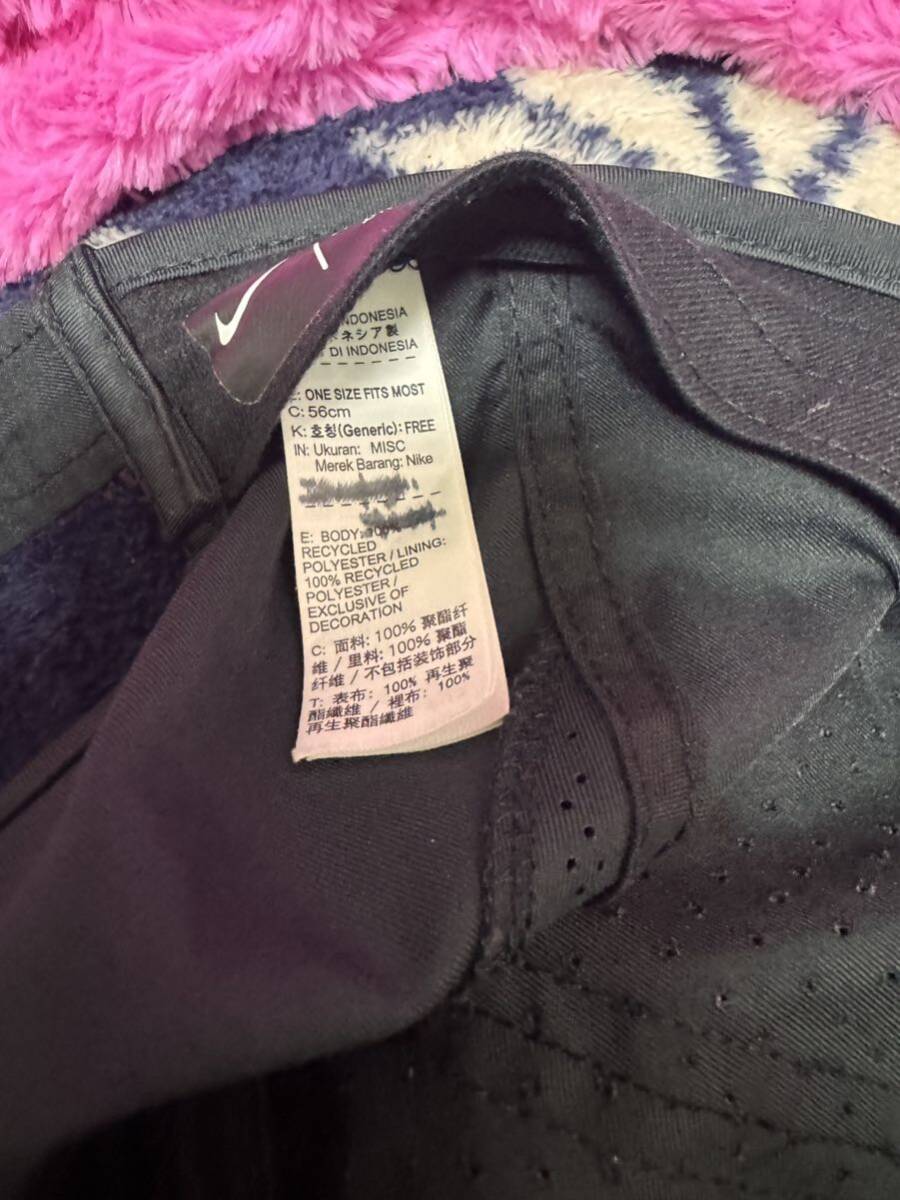 NDONESIA
ネシア製
DI INDONESIA
E: ONE SIZE FITS MOST
C: 56cm
K: 호칭(Generic): FREE
IN: Ukuran: MISC
Merek Barang: Nike
E: BODY: 100%
RECYCLED
POLYESTER / LINING:
100% RECYCLED
POLYESTER /
EXCLUSIVE OF
DECORATION
C: 面料: 100% 聚酯纤
维 / 里料: 100% 聚酯
纤维 / 不包括装饰部分
T: 表布: 100% 再生聚
酯纖維 / 裡布: 100%
再生聚酯纖維